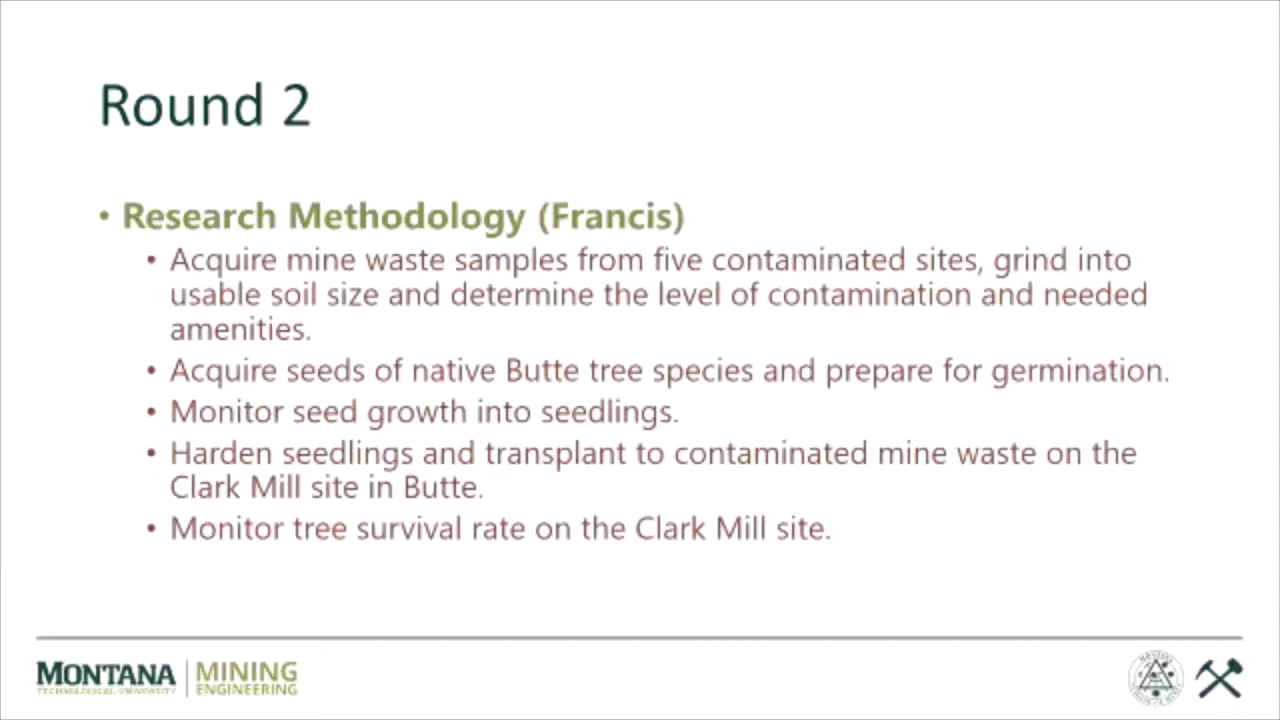 Round 2
• Research Methodology (Francis)
• Acquire mine waste samples from five contaminated sites, grind into
usable soil size and determine the level of contamination and needed
amenities.
• Acquire seeds of native Butte tree species and prepare for germination.
• Monitor seed growth into seedlings.
• Harden seedlings and transplant to contaminated mine waste on the
Clark Mill site in Butte.
• Monitor tree survival rate on the Clark Mill site.
MONTANA
TECHNOLOGICAL UNIVERSITY
MINING
ENGINEERING